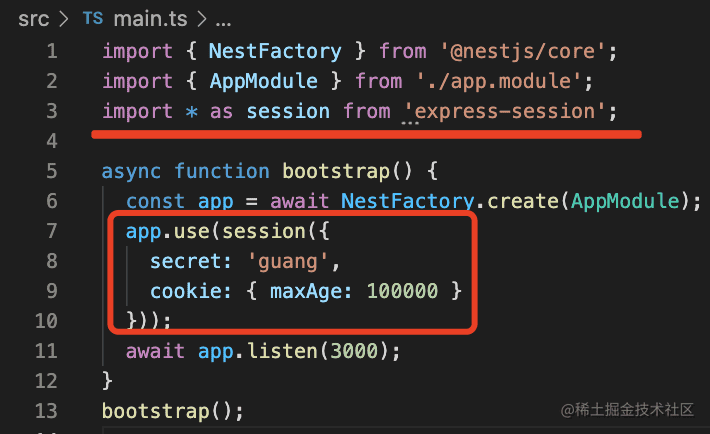 src > TS main.ts > ...
1 import { NestFactory } from '@nestjs/core';
2 import { AppModule } from './app.module';
3 import * as session from 'express-session';
4
5 async function bootstrap() {
6   const app = await NestFactory.create(AppModule);
7   app.use(session({
8     secret: 'guang',
9     cookie: { maxAge: 100000 }
10   }));
11   await app.listen(3000);
12 }
13 bootstrap();
@稀土掘金技术社区